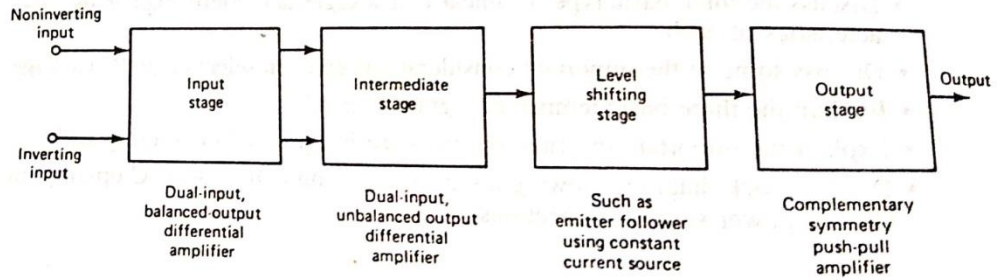 Noninverting
input
Inverting
input
Input
stage
Intermediate
stage
Level
shifting
stage
Output
stage
Output
Dual-input,
balanced-output
differential
amplifier
Dual-input,
unbalanced output
differential
amplifier
Such as
emitter follower
using constant
current source
Complementary
symmetry
push-pull
amplifier